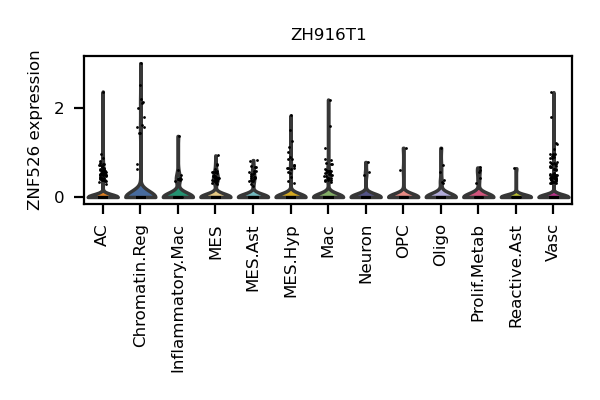 ZH916T1
ZNF526 expression
2
0
AC
Chromatin.Reg
Inflammatory.Mac
MES
MES.Ast
MES.Hyp
Mac
Neuron
OPC
Oligo
Prolif.Metab
Reactive.Ast
Vasc